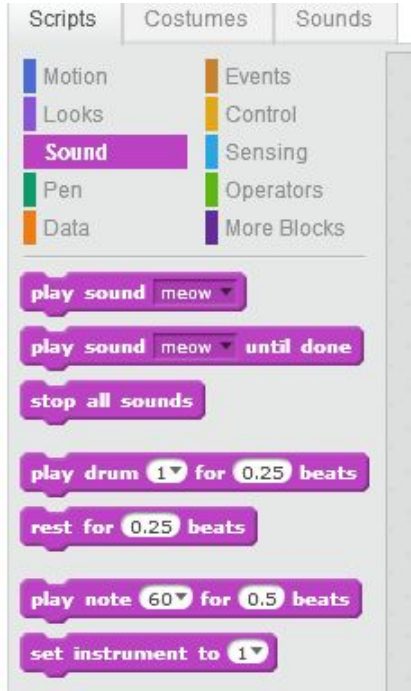 Scripts Costumes Sounds
Motion Events
Looks Control
Sound Sensing
Pen Operators
Data More Blocks
play sound meow
play sound meow until done
stop all sounds
play drum 1 for 0.25 beats
rest for 0.25 beats
play note 60 for 0.5 beats
set instrument to 1